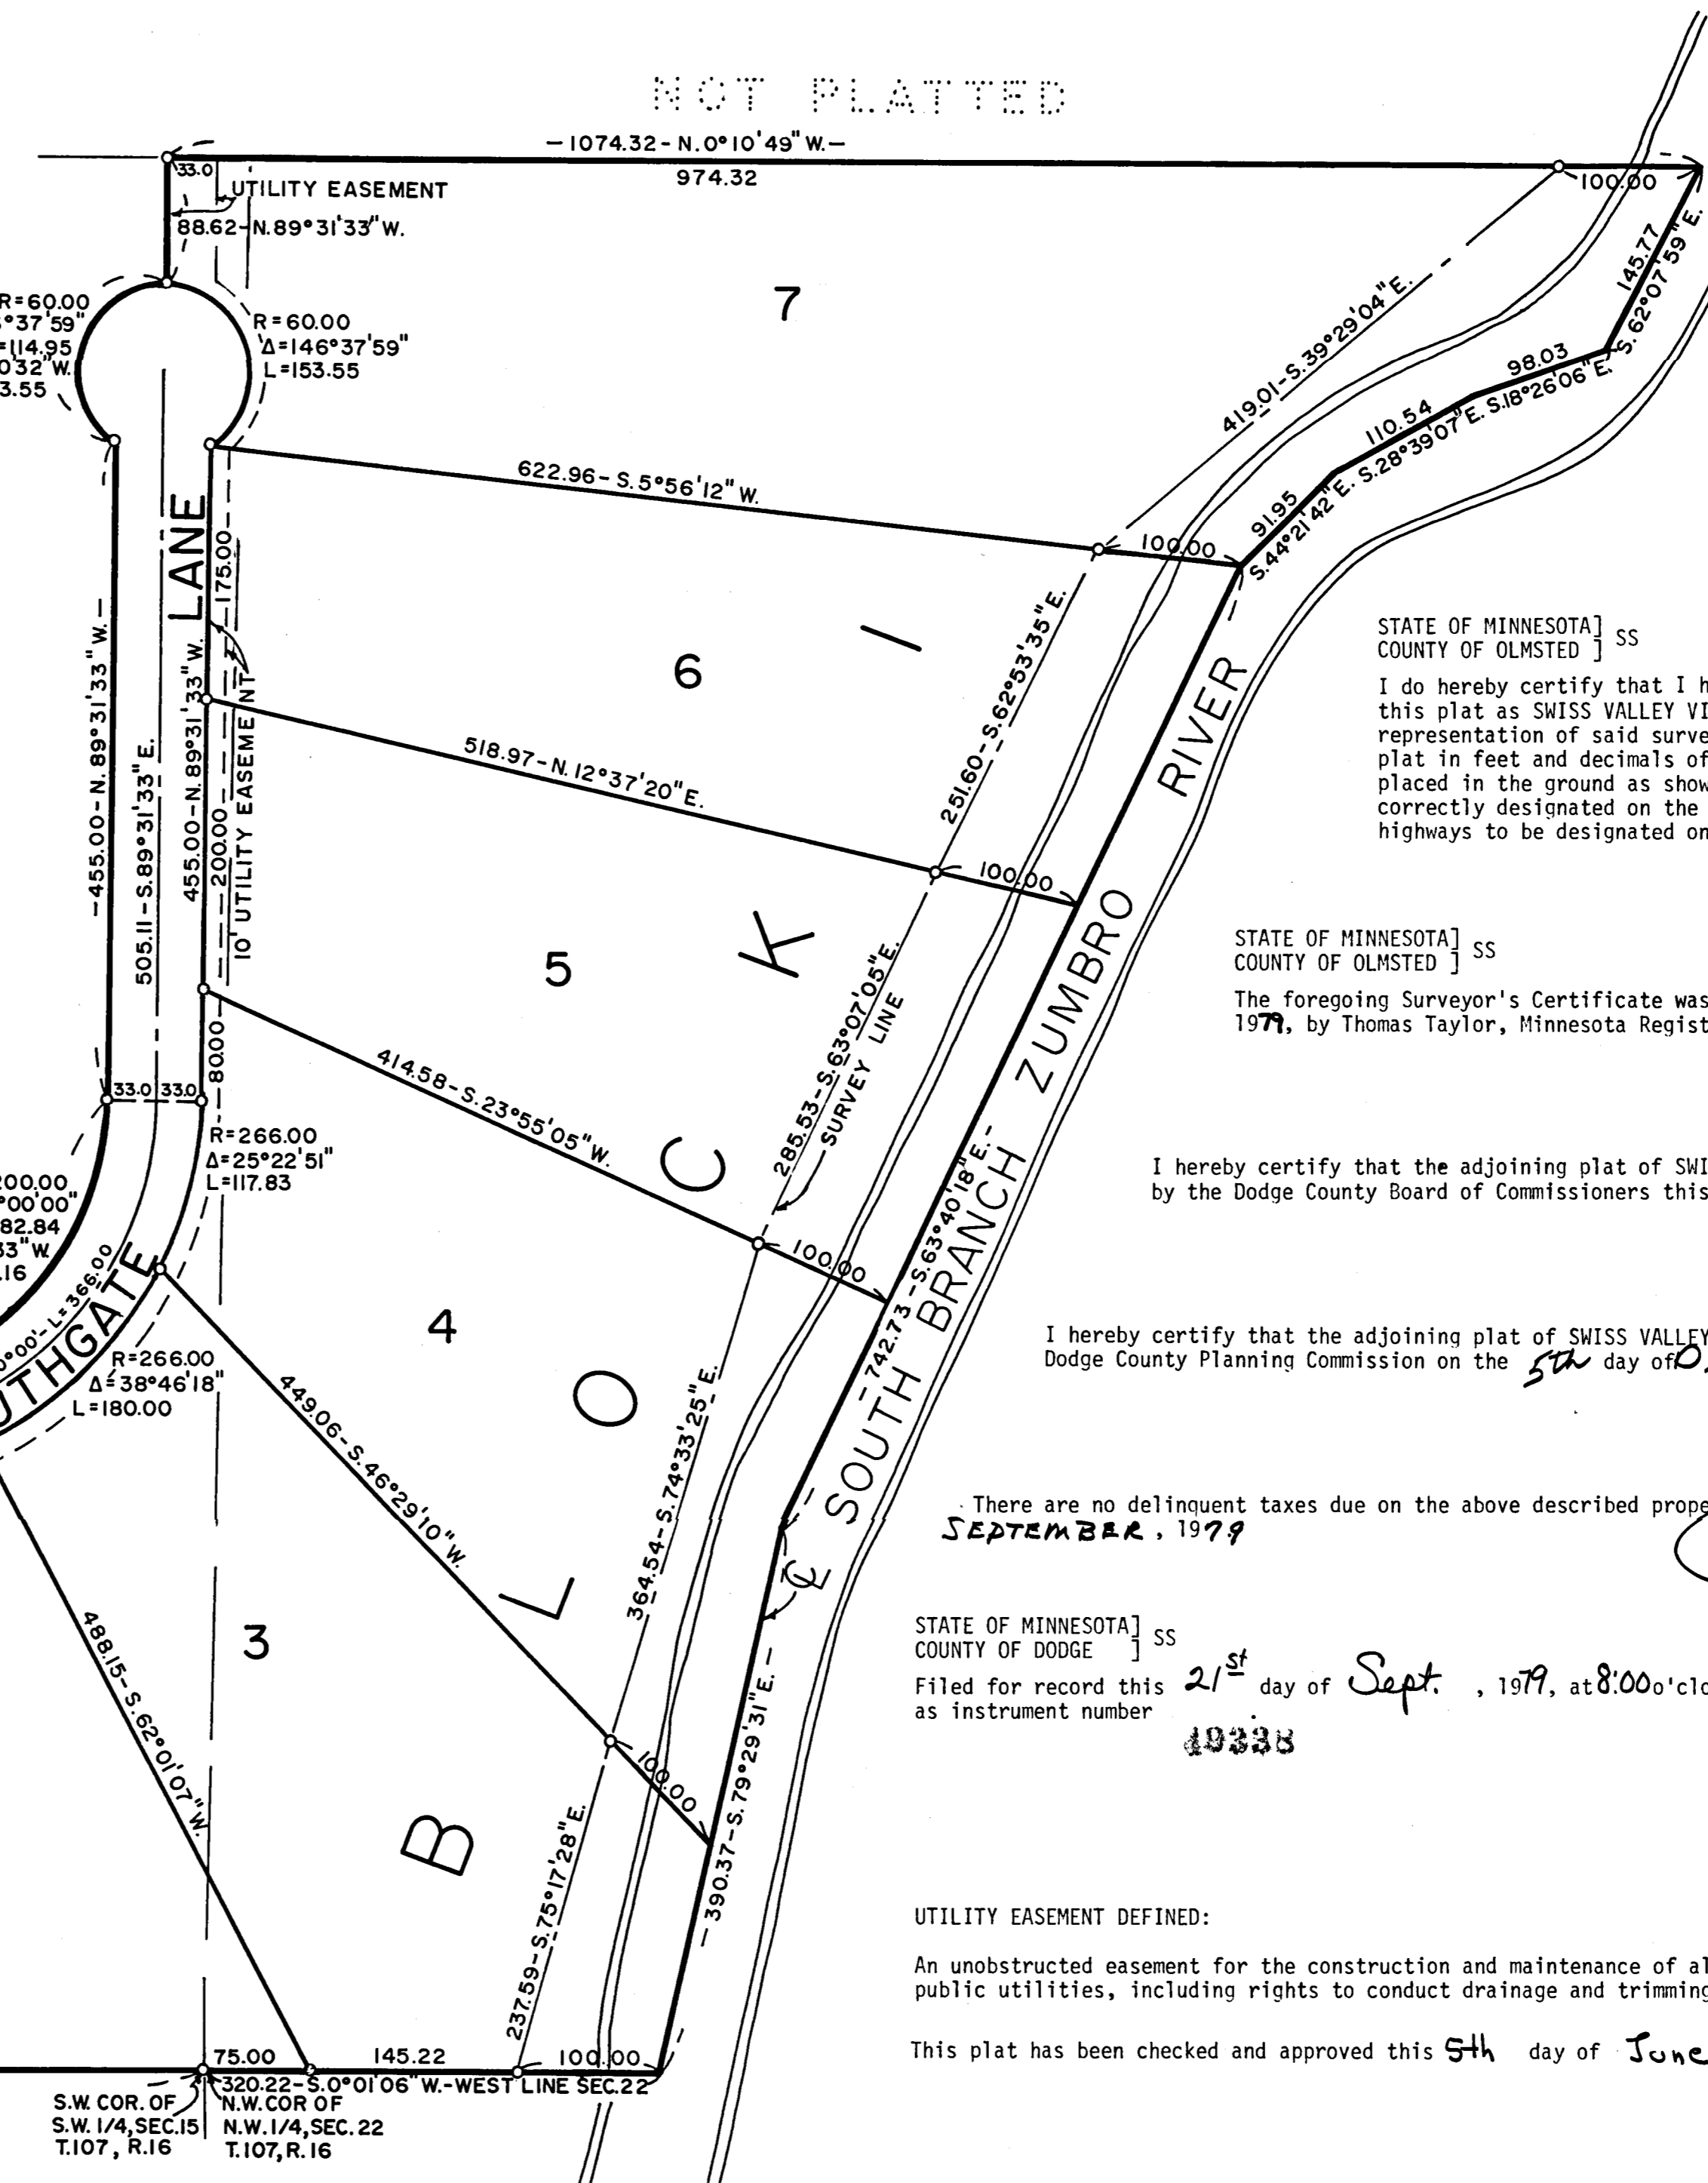 NOT PLATTED
—1074.32-N.0°10'49"W.—
974.32
33.0
100.00
UTILITY EASEMENT
88.62-N.89°31'33"W.
145.77
S.62°07'59"E.
7
R=60.00
°37'59"
=114.95
0'32"W.
3.55
R=60.00
Δ=146°37'59"
L=153.55
98.03
S.18°26'06"E.
419.01-S.39°29'04"E.
110.54
S.28°39'07"E.
91.95
S.44°21'42"E.
622.96-S.5°56'12"W.
100.00
LANE
175.00
6
251.60-S.62°53'35"E.
-455.00-N.89°31'33"W.-
505.11-S.89°31'33"E.
455.00-N.89°31'33"W.
200.00
10' UTILITY EASEMENT
518.97-N.12°37'20"E.
100.00
5
285.53-S.63°07'05"E.
SURVEY LINE
80.00
33.0 33.0
414.58-S.23°55'05"W.
100.00
R=266.00
Δ=25°22'51"
L=117.83
200.00
°00'00"
82.84
33"W.
.16
0°00'-L=366.00
UTHGATE
R=266.00
Δ=38°46'18"
L=180.00
4
449.06-S.46°29'10"W.
364.54-S.74°33'25"E.
100.00
-742.73-S.63°40'18"E.-
℄ SOUTH BRANCH ZUMBRO RIVER
BLOCK 1
3
488.15-S.62°01'07"W.
237.59-S.75°17'28"E.
—390.37-S.79°29'31"E.—
75.00
145.22
100.00
320.22-S.0°01'06"W.-WEST LINE SEC.22
S.W. COR. OF
S.W. 1/4, SEC.15
T.107, R.16
N.W. COR OF
N.W. 1/4, SEC. 22
T.107, R.16
STATE OF MINNESOTA] SS
COUNTY OF OLMSTED ]
I do hereby certify that I h
this plat as SWISS VALLEY VI
representation of said surve
plat in feet and decimals of
placed in the ground as show
correctly designated on the
highways to be designated on
STATE OF MINNESOTA] SS
COUNTY OF OLMSTED ]
The foregoing Surveyor's Certificate was
1979, by Thomas Taylor, Minnesota Regist
I hereby certify that the adjoining plat of SWI
by the Dodge County Board of Commissioners this
I hereby certify that the adjoining plat of SWISS VALLEY
Dodge County Planning Commission on the 5th day of
There are no delinquent taxes due on the above described prope
SEPTEMBER, 1979
STATE OF MINNESOTA] SS
COUNTY OF DODGE ]
Filed for record this 21st day of Sept. , 1979, at 8:00 o'clo
as instrument number
49338
UTILITY EASEMENT DEFINED:
An unobstructed easement for the construction and maintenance of al
public utilities, including rights to conduct drainage and trimming
This plat has been checked and approved this 5th day of June